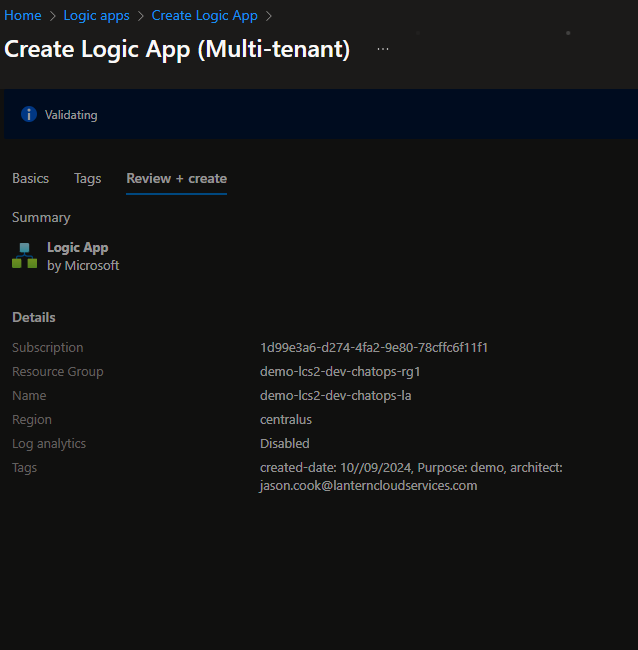 Home > Logic apps > Create Logic App >
Create Logic App (Multi-tenant) ...
Validating
Basics Tags Review + create
Summary
Logic App
by Microsoft
Details
Subscription 1d99e3a6-d274-4fa2-9e80-78cffc6f11f1
Resource Group demo-lcs2-dev-chatops-rg1
Name demo-lcs2-dev-chatops-la
Region centralus
Log analytics Disabled
Tags created-date: 10//09/2024, Purpose: demo, architect:
jason.cook@lanterncloudservices.com